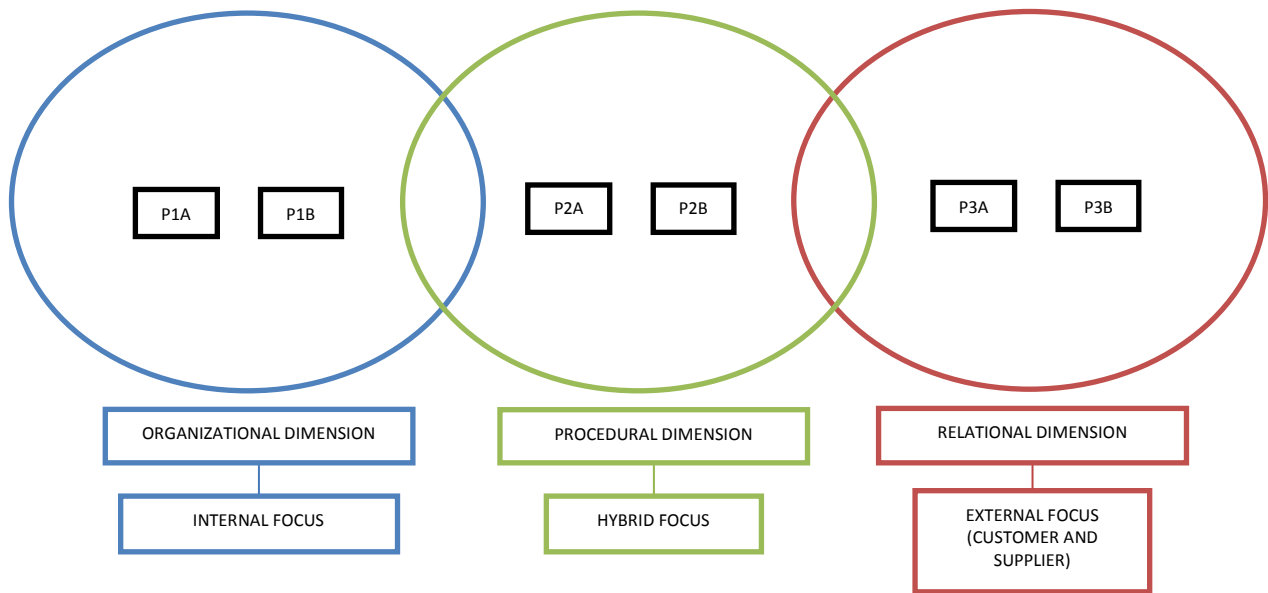 P1A
P1B
P2A
P2B
P3A
P3B
ORGANIZATIONAL DIMENSION
PROCEDURAL DIMENSION
RELATIONAL DIMENSION
INTERNAL FOCUS
HYBRID FOCUS
EXTERNAL FOCUS
(CUSTOMER AND
SUPPLIER)